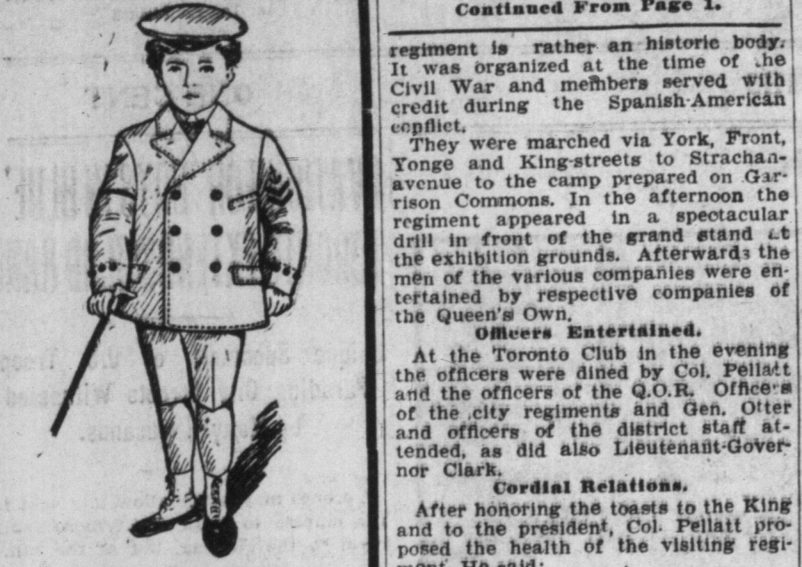 Continued From Page 1.
regiment is rather an historic body.
It was organized at the time of the
Civil War and members served with
credit during the Spanish-American
conflict.
They were marched via York, Front,
Yonge and King-streets to Strachan-
avenue to the camp prepared on Gar-
rison Commons. In the afternoon the
regiment appeared in a spectacular
drill in front of the grand stand at
the exhibition grounds. Afterwards the
men of the various companies were en-
tertained by respective companies of
the Queen's Own.
Officers Entertained.
At the Toronto Club in the evening
the officers were dined by Col. Pellatt
and the officers of the Q.O.R. Officers
of the city regiments and Gen. Otter
and officers of the district staff at-
tended, as did also Lieutenant-Gover-
nor Clark.
Cordial Relations.
After honoring the toasts to the King
and to the president, Col. Pellatt pro-
posed the health of the visiting regi-
ment. He said: